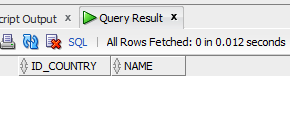 ript Output x Query Result x
SQL | All Rows Fetched: 0 in 0.012 seconds
ID_COUNTRY NAME